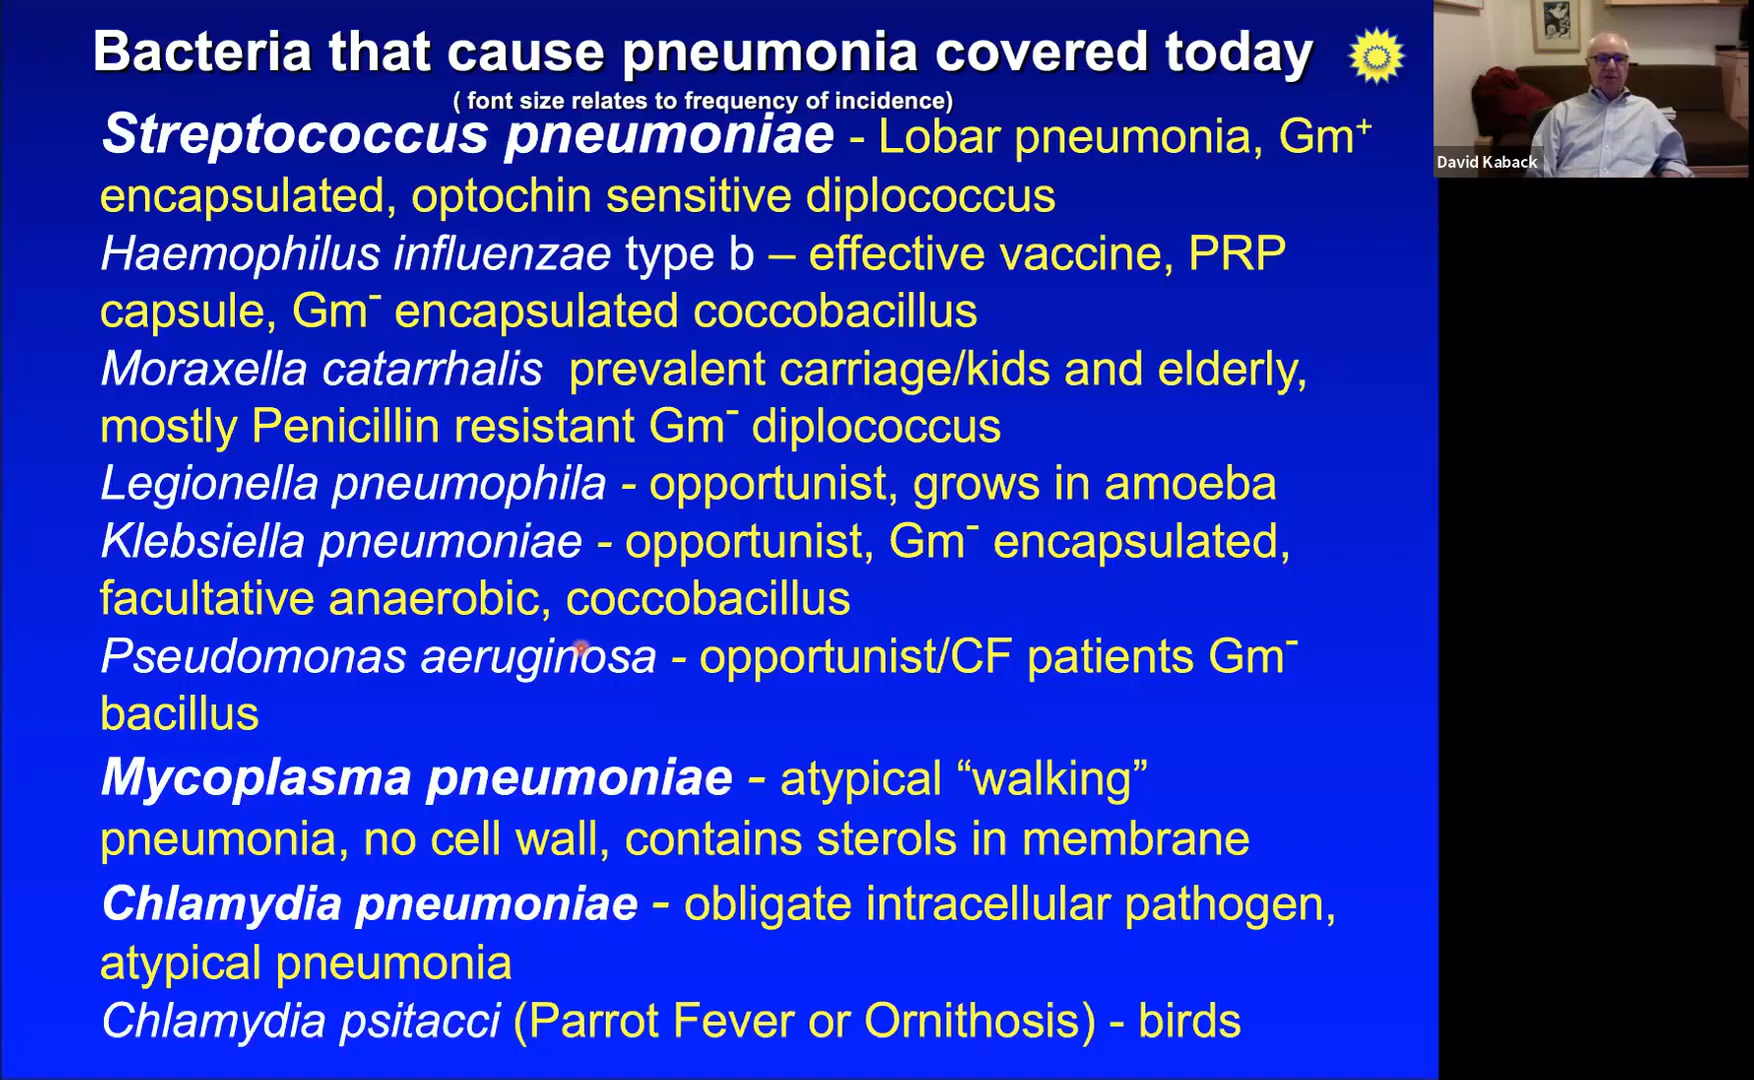 Bacteria that cause pneumonia covered today
( font size relates to frequency of incidence)
Streptococcus pneumoniae - Lobar pneumonia, Gm⁺
encapsulated, optochin sensitive diplococcus
Haemophilus influenzae type b – effective vaccine, PRP
capsule, Gm⁻ encapsulated coccobacillus
Moraxella catarrhalis prevalent carriage/kids and elderly,
mostly Penicillin resistant Gm⁻ diplococcus
Legionella pneumophila - opportunist, grows in amoeba
Klebsiella pneumoniae - opportunist, Gm⁻ encapsulated,
facultative anaerobic, coccobacillus
Pseudomonas aeruginosa - opportunist/CF patients Gm⁻
bacillus
Mycoplasma pneumoniae - atypical “walking”
pneumonia, no cell wall, contains sterols in membrane
Chlamydia pneumoniae - obligate intracellular pathogen,
atypical pneumonia
Chlamydia psitacci (Parrot Fever or Ornithosis) - birds
David Kaback